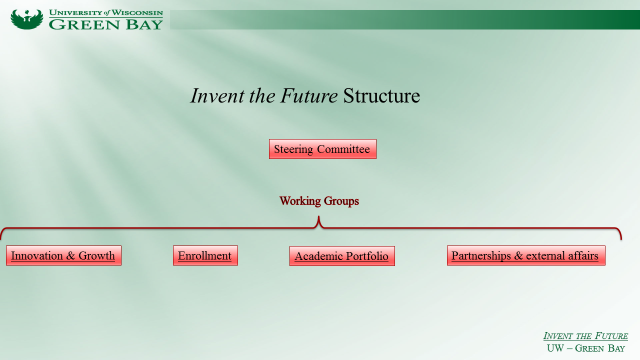 University of Wisconsin
Green Bay
Invent the Future Structure
Steering Committee
Working Groups
Innovation & Growth
Enrollment
Academic Portfolio
Partnerships & external affairs
Invent the Future
UW – Green Bay